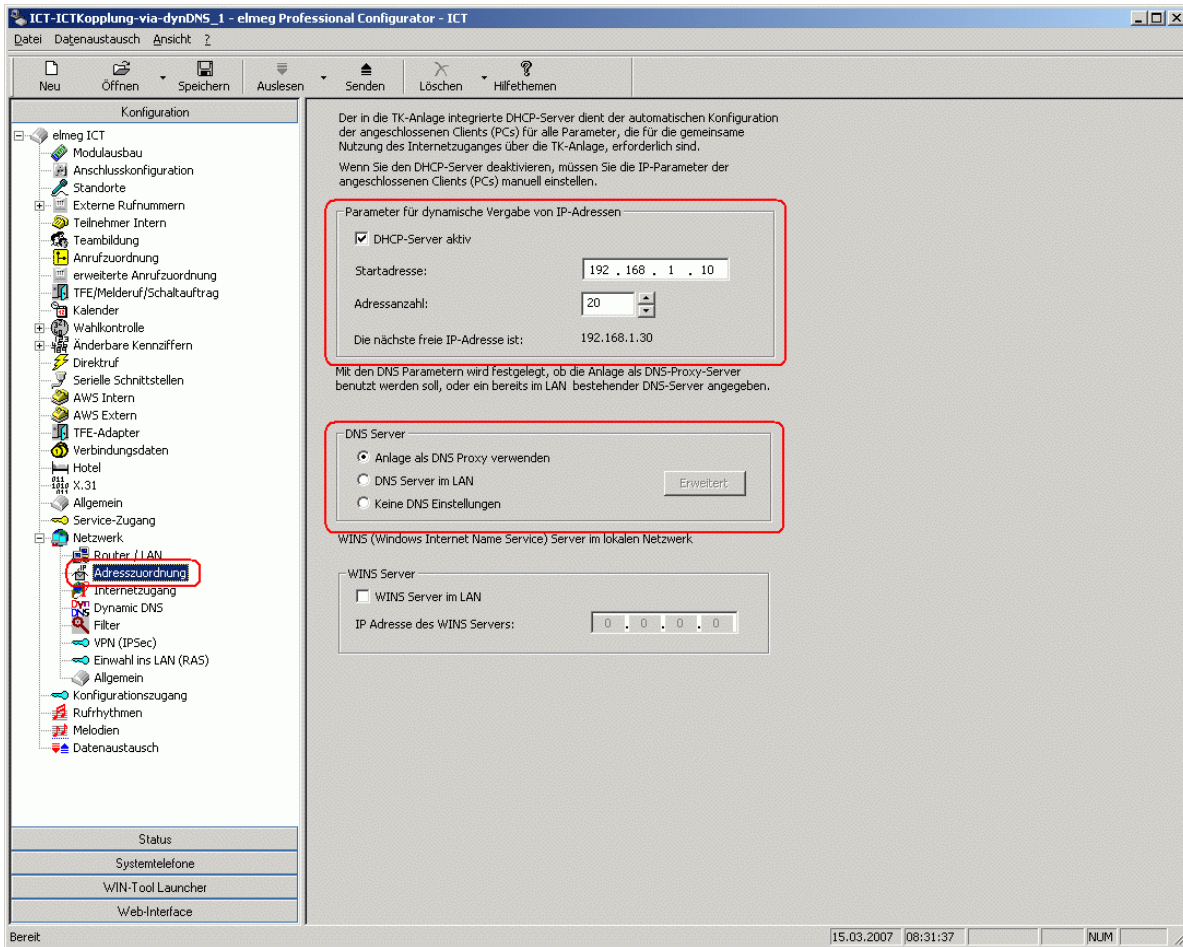 ICT-ICTKopplung-via-dynDNS_1 - elmeg Professional Configurator - ICT
Datei Datenaustausch Ansicht ?
Neu Öffnen Speichern Auslesen Senden Löschen Hilfethemen
Konfiguration
elmeg ICT
Modulausbau
Anschlusskonfiguration
Standorte
Externe Rufnummern
Teilnehmer Intern
Teambildung
Anrufzuordnung
erweiterte Anrufzuordnung
TFE/Melderuf/Schaltauftrag
Kalender
Wahlkontrolle
Änderbare Kennziffern
Direktruf
Serielle Schnittstellen
AWS Intern
AWS Extern
TFE-Adapter
Verbindungsdaten
Hotel
X.31
Allgemein
Service-Zugang
Netzwerk
Router / LAN
Adresszuordnung
Internetzugang
Dynamic DNS
Filter
VPN (IPSec)
Einwahl ins LAN (RAS)
Allgemein
Konfigurationszugang
Rufrhythmen
Melodien
Datenaustausch
Status
Systemtelefone
WIN-Tool Launcher
Web-Interface
Der in die TK-Anlage integrierte DHCP-Server dient der automatischen Konfiguration
der angeschlossenen Clients (PCs) für alle Parameter, die für die gemeinsame
Nutzung des Internetzuganges über die TK-Anlage, erforderlich sind.
Wenn Sie den DHCP-Server deaktivieren, müssen Sie die IP-Parameter der
angeschlossenen Clients (PCs) manuell einstellen.
Parameter für dynamische Vergabe von IP-Adressen
DHCP-Server aktiv
Startadresse: 192 . 168 . 1 . 10
Adressanzahl: 20
Die nächste freie IP-Adresse ist: 192.168.1.30
Mit den DNS Parametern wird festgelegt, ob die Anlage als DNS-Proxy-Server
benutzt werden soll, oder ein bereits im LAN bestehender DNS-Server angegeben.
DNS Server
Anlage als DNS Proxy verwenden
DNS Server im LAN
Erweitert
Keine DNS Einstellungen
WINS (Windows Internet Name Service) Server im lokalen Netzwerk
WINS Server
WINS Server im LAN
IP Adresse des WINS Servers: 0 . 0 . 0 . 0
Bereit 15.03.2007 08:31:37 NUM